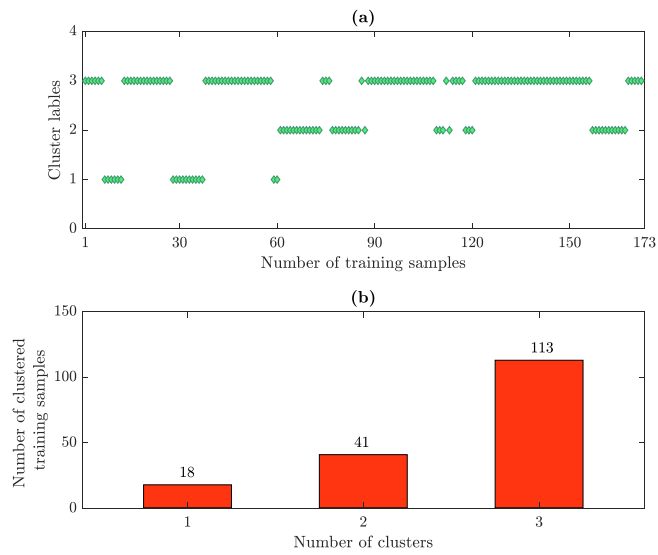 (a)
4
3
2
1
0
Cluster lables
1 30 60 90 120 150 173
Number of training samples
(b)
150
100
50
0
Number of clustered
training samples
18
41
113
1 2 3
Number of clusters